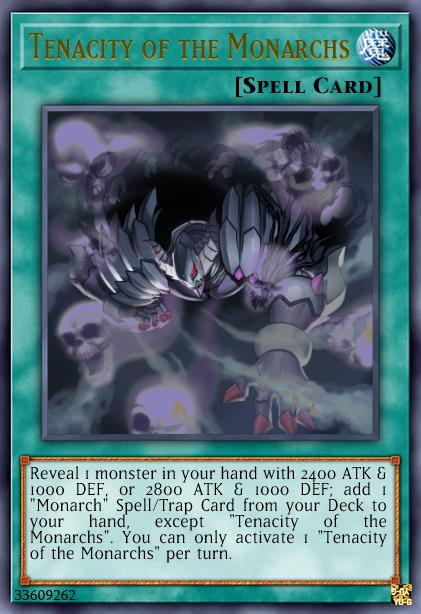 Tenacity of the Monarchs
[Spell Card]
Reveal 1 monster in your hand with 2400 ATK &
1000 DEF, or 2800 ATK & 1000 DEF; add 1
"Monarch" Spell/Trap Card from your Deck to
your hand, except "Tenacity of the
Monarchs". You can only activate 1 "Tenacity
of the Monarchs" per turn.
33609262